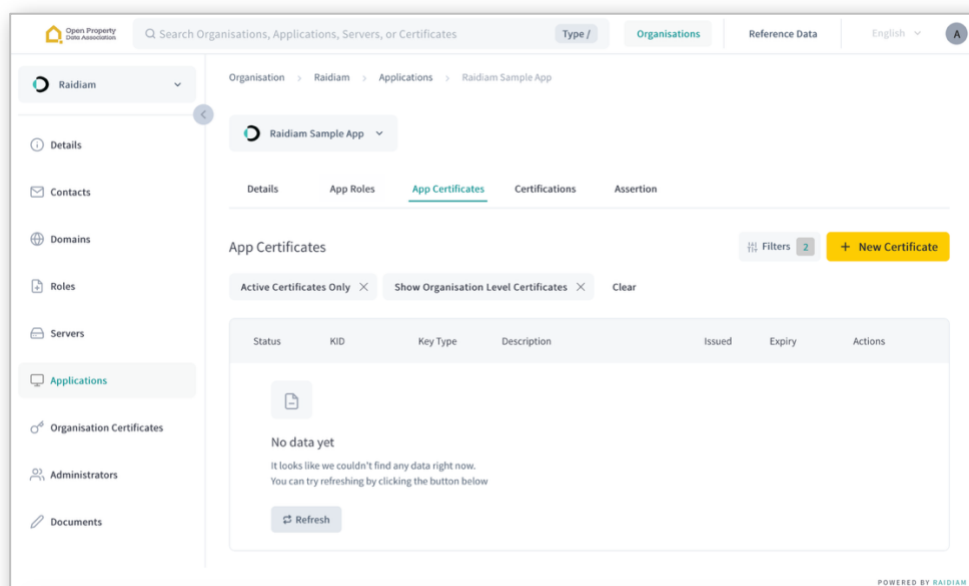 Open Property
Data Association
Search Organisations, Applications, Servers, or Certificates
Type /
Organisations
Reference Data
English
A
Raidiam
Details
Contacts
Domains
Roles
Servers
Applications
Organisation Certificates
Administrators
Documents
Organisation > Raidiam > Applications > Raidiam Sample App
Raidiam Sample App
Details App Roles App Certificates Certifications Assertion
App Certificates
Filters 2
+ New Certificate
Active Certificates Only × Show Organisation Level Certificates × Clear
Status KID Key Type Description Issued Expiry Actions
No data yet
It looks like we couldn't find any data right now.
You can try refreshing by clicking the button below
Refresh
POWERED BY RAIDIAM